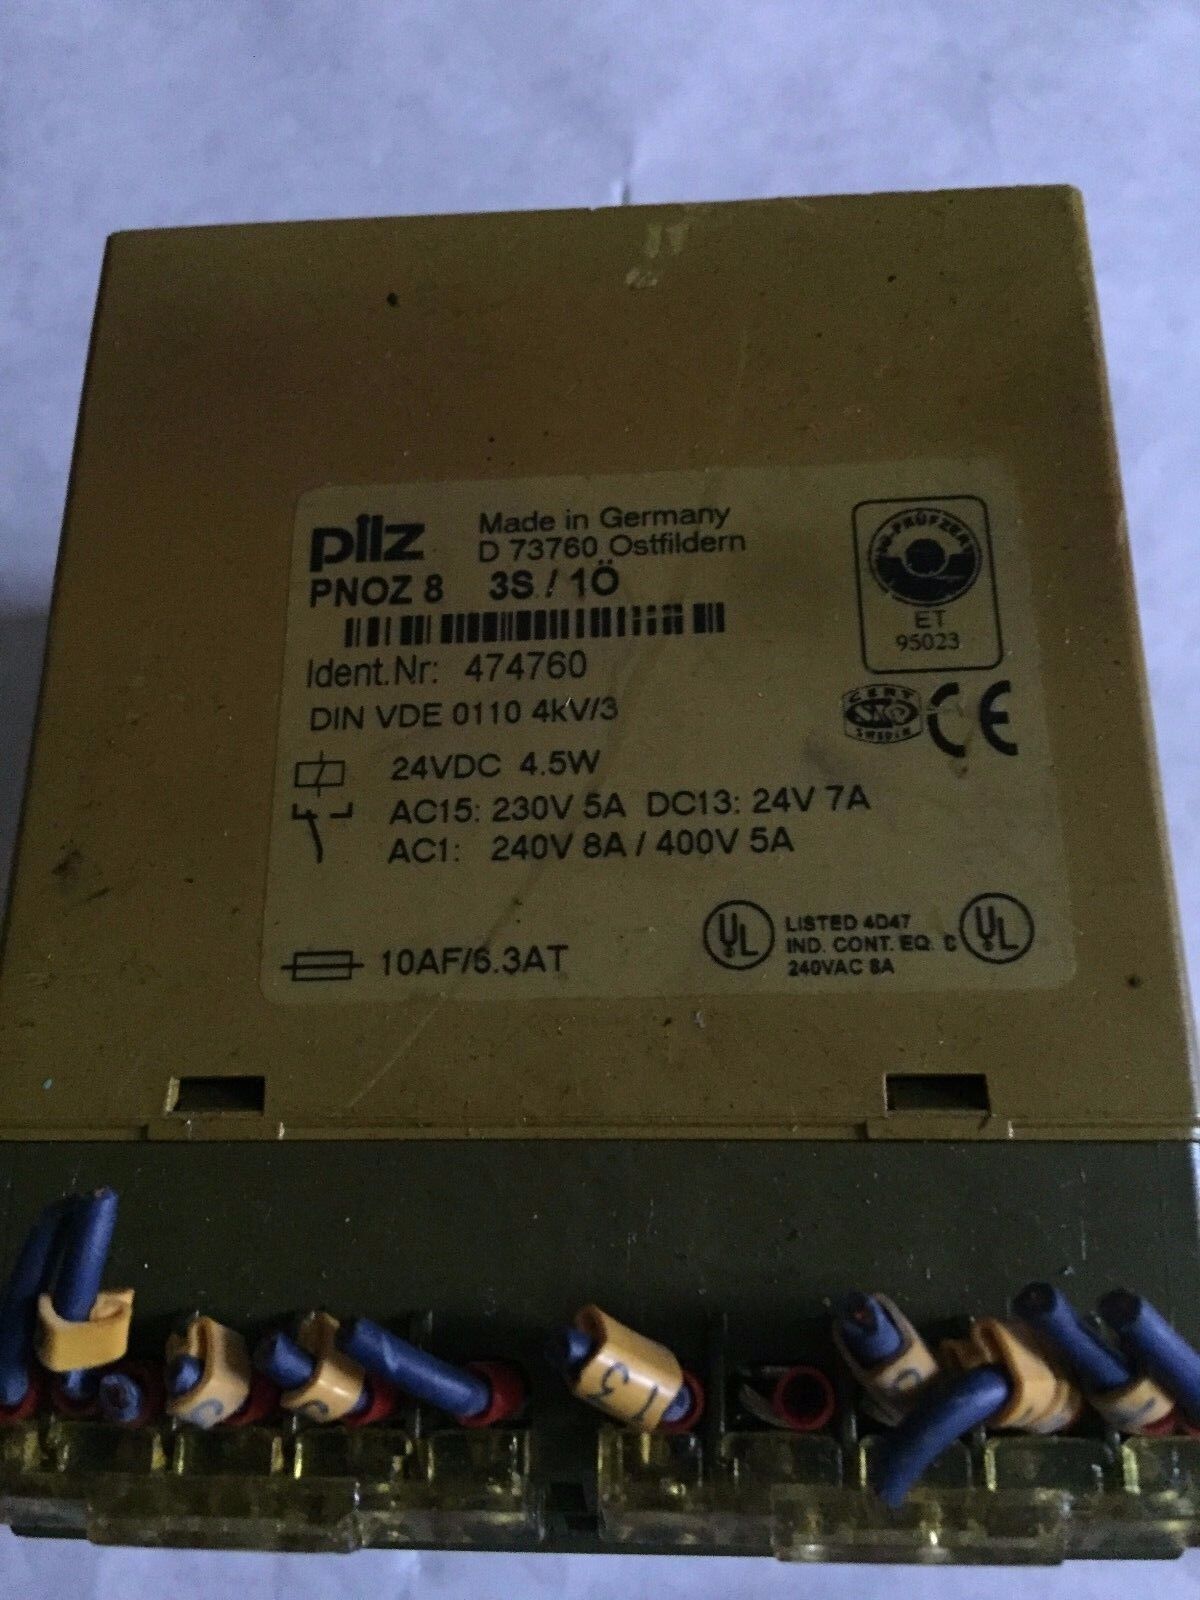 pilz
Made in Germany
D 73760 Ostfildern
PNOZ 8 3S / 1Ö
Ident.Nr: 474760
DIN VDE 0110 4kV/3
24VDC 4.5W
AC15: 230V 5A DC13: 24V 7A
AC1: 240V 8A / 400V 5A
10AF/6.3AT
ET
95023
CERT
SWEDEN
CE
UL
LISTED 4D47
IND. CONT. EQ.
240VAC 8A
C
UL